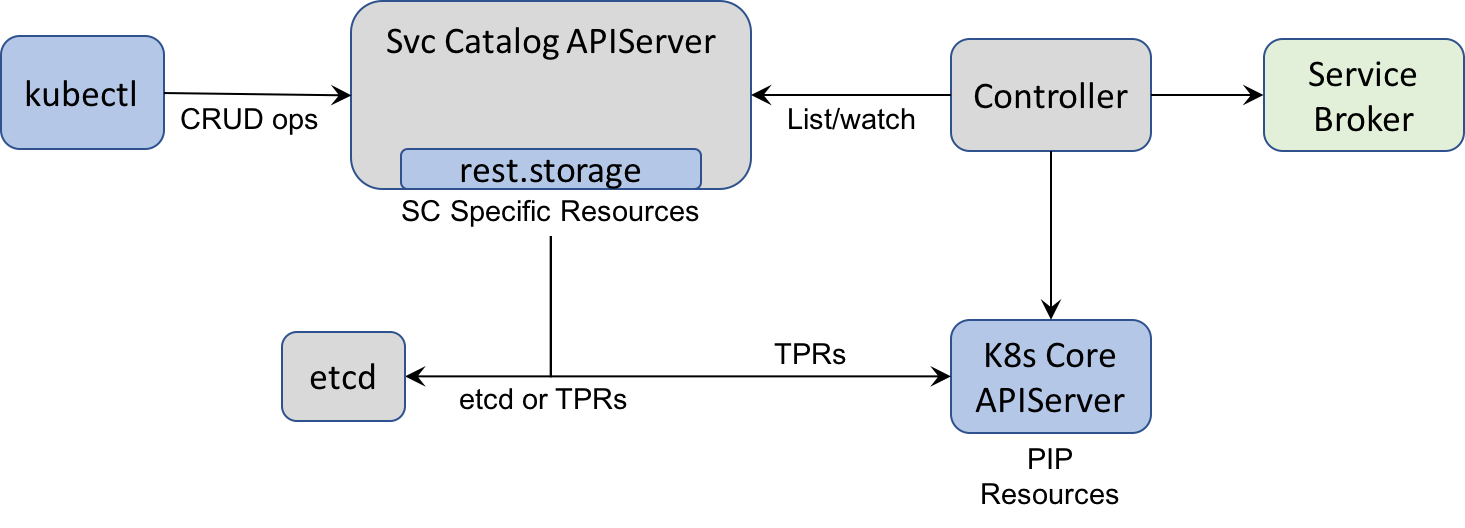 Svc Catalog APIServer
kubectl
CRUD ops
rest.storage
SC Specific Resources
List/watch
Controller
Service
Broker
etcd
etcd or TPRs
TPRs
K8s Core
APIServer
PIP
Resources